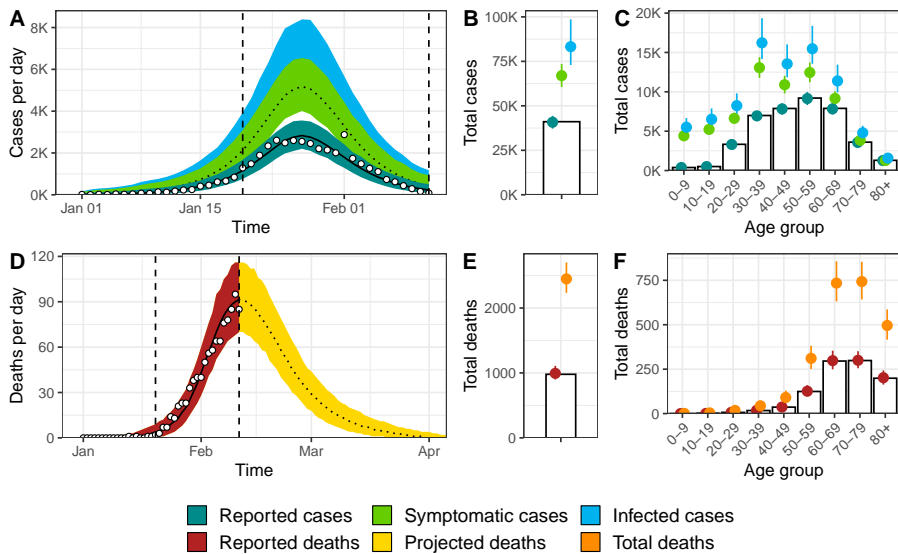 A
Cases per day
8K
6K
4K
2K
0K
Jan 01
Jan 15
Feb 01
Time
B
Total cases
100K
75K
50K
25K
0K
C
Total cases
20K
15K
10K
5K
0K
0–9
10–19
20–29
30–39
40–49
50–59
60–69
70–79
80+
Age group
D
Deaths per day
120
90
60
30
0
Jan
Feb
Mar
Apr
Time
E
Total deaths
2000
1000
0
F
Total deaths
750
500
250
0
0–9
10–19
20–29
30–39
40–49
50–59
60–69
70–79
80+
Age group
Reported cases
Symptomatic cases
Infected cases
Reported deaths
Projected deaths
Total deaths